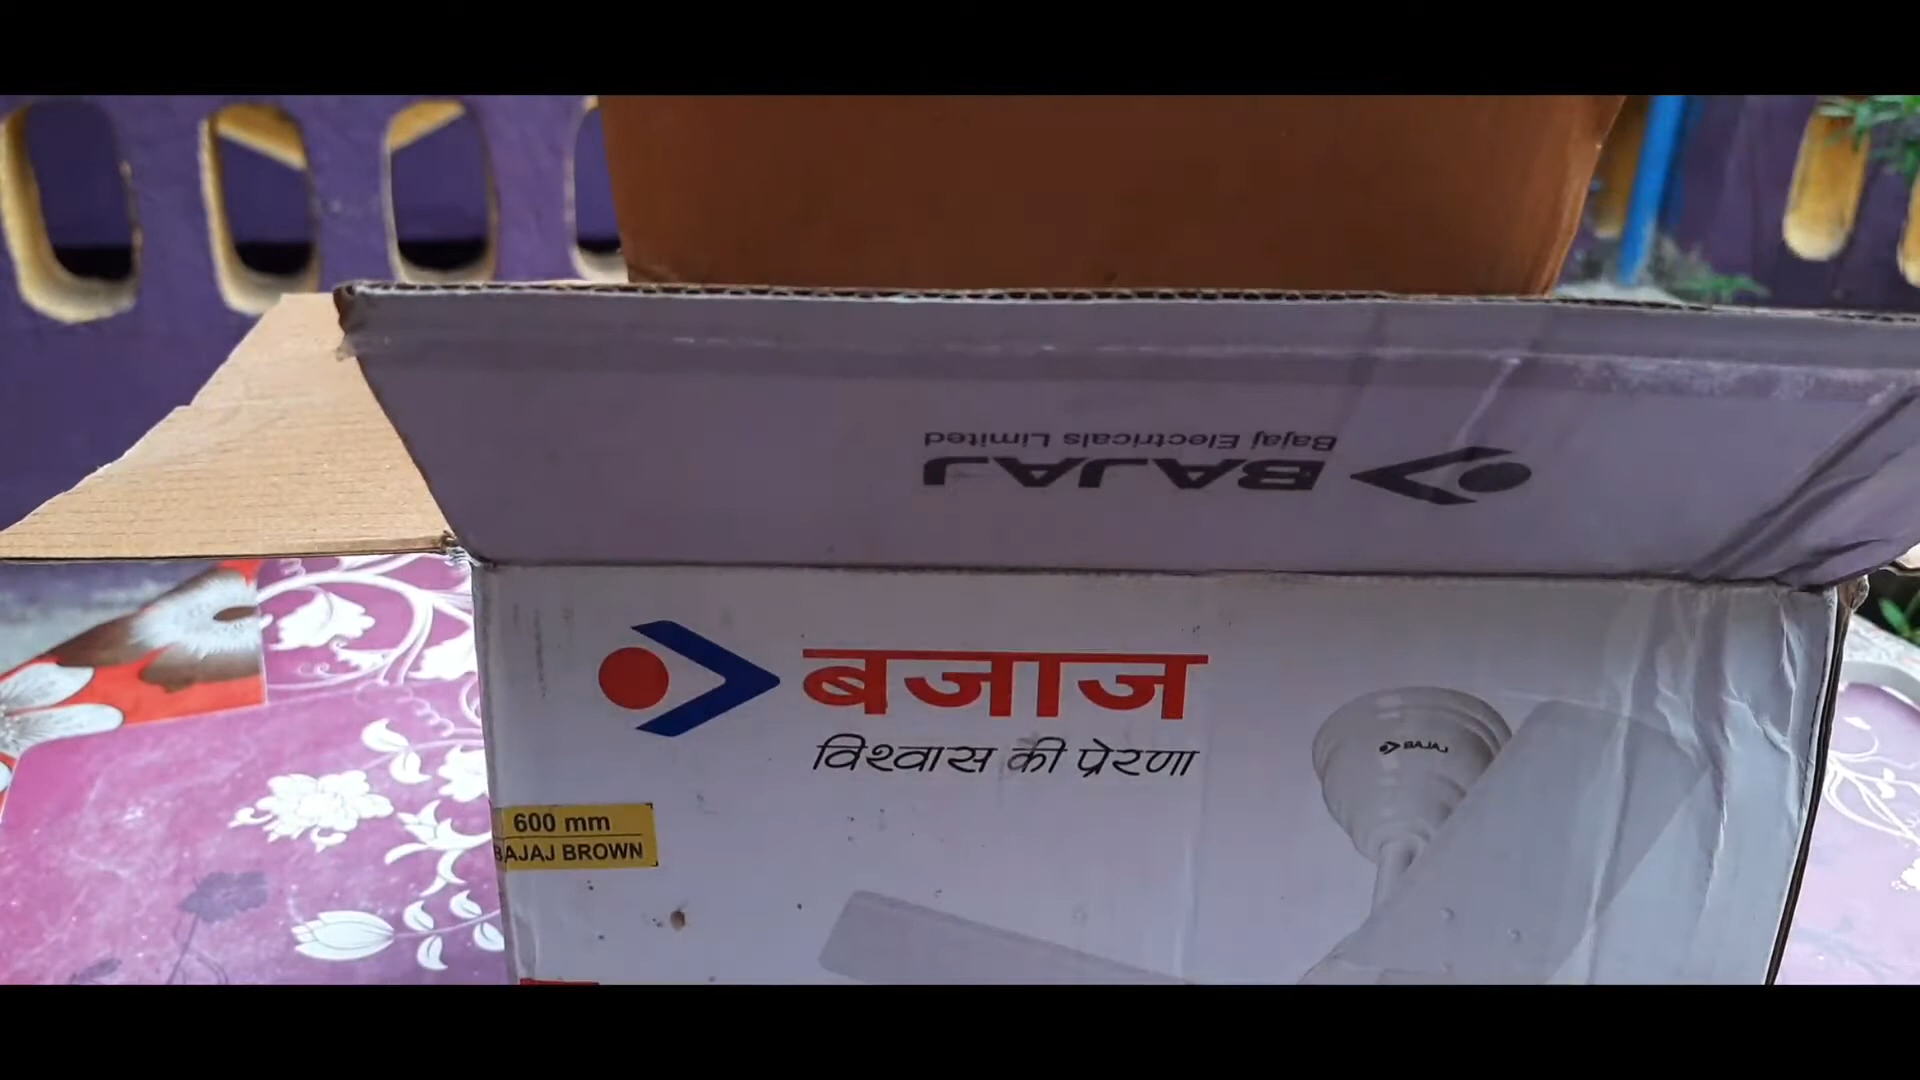 Bajaj Electricals Limited
BAJAJ
बजाज
विश्वास की प्रेरणा
BAJAJ
600 mm
BAJAJ BROWN